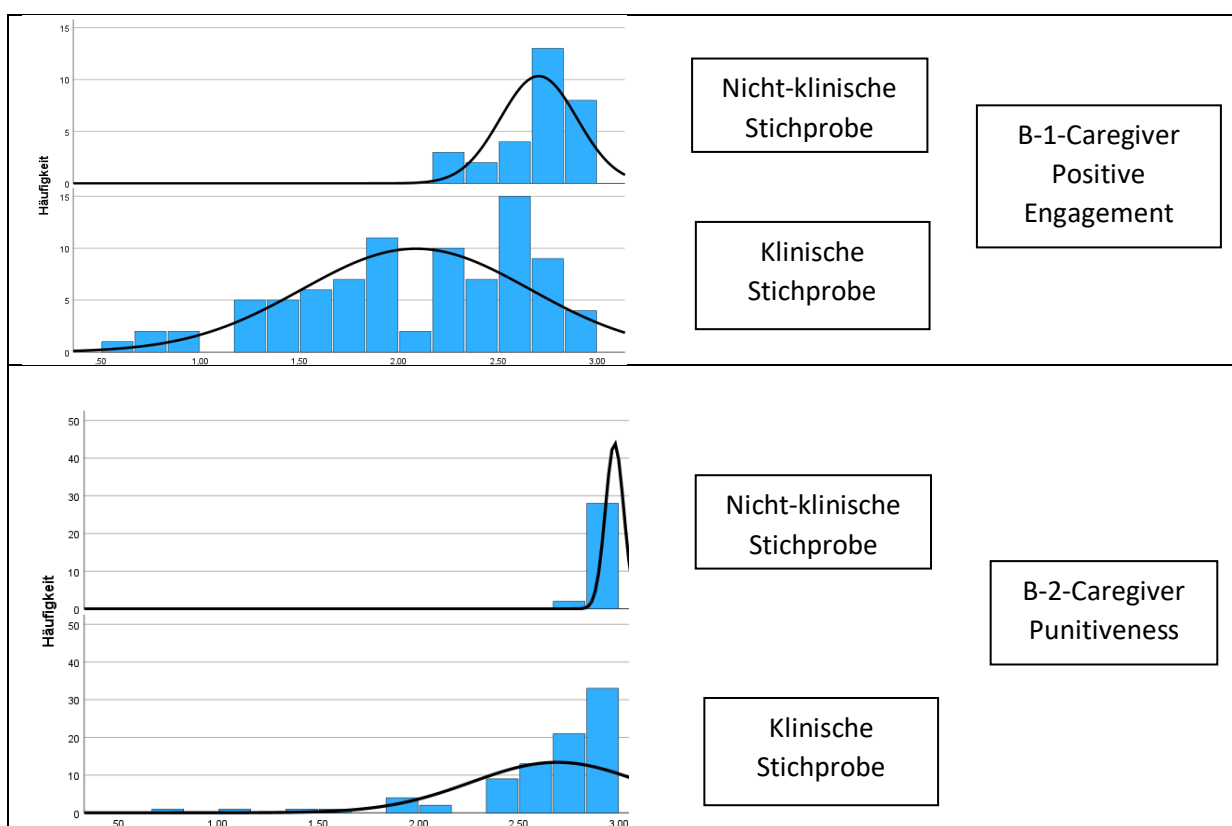 15
10
5
0
Häufigkeit
15
10
5
0
,50 1,00 1,50 2,00 2,50 3,00
Nicht-klinische
Stichprobe
Klinische
Stichprobe
B-1-Caregiver
Positive
Engagement
50
40
30
20
10
0
Häufigkeit
50
40
30
20
10
0
,50 1,00 1,50 2,00 2,50 3,00
Nicht-klinische
Stichprobe
Klinische
Stichprobe
B-2-Caregiver
Punitiveness